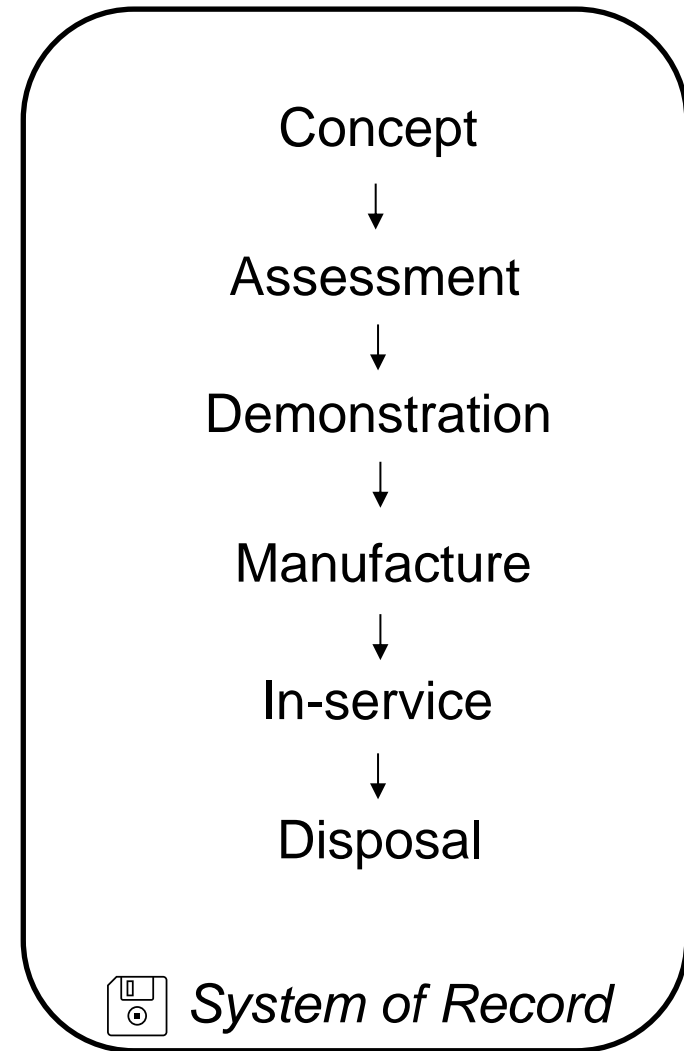 Concept
Assessment
Demonstration
Manufacture
In-service
Disposal
System of Record